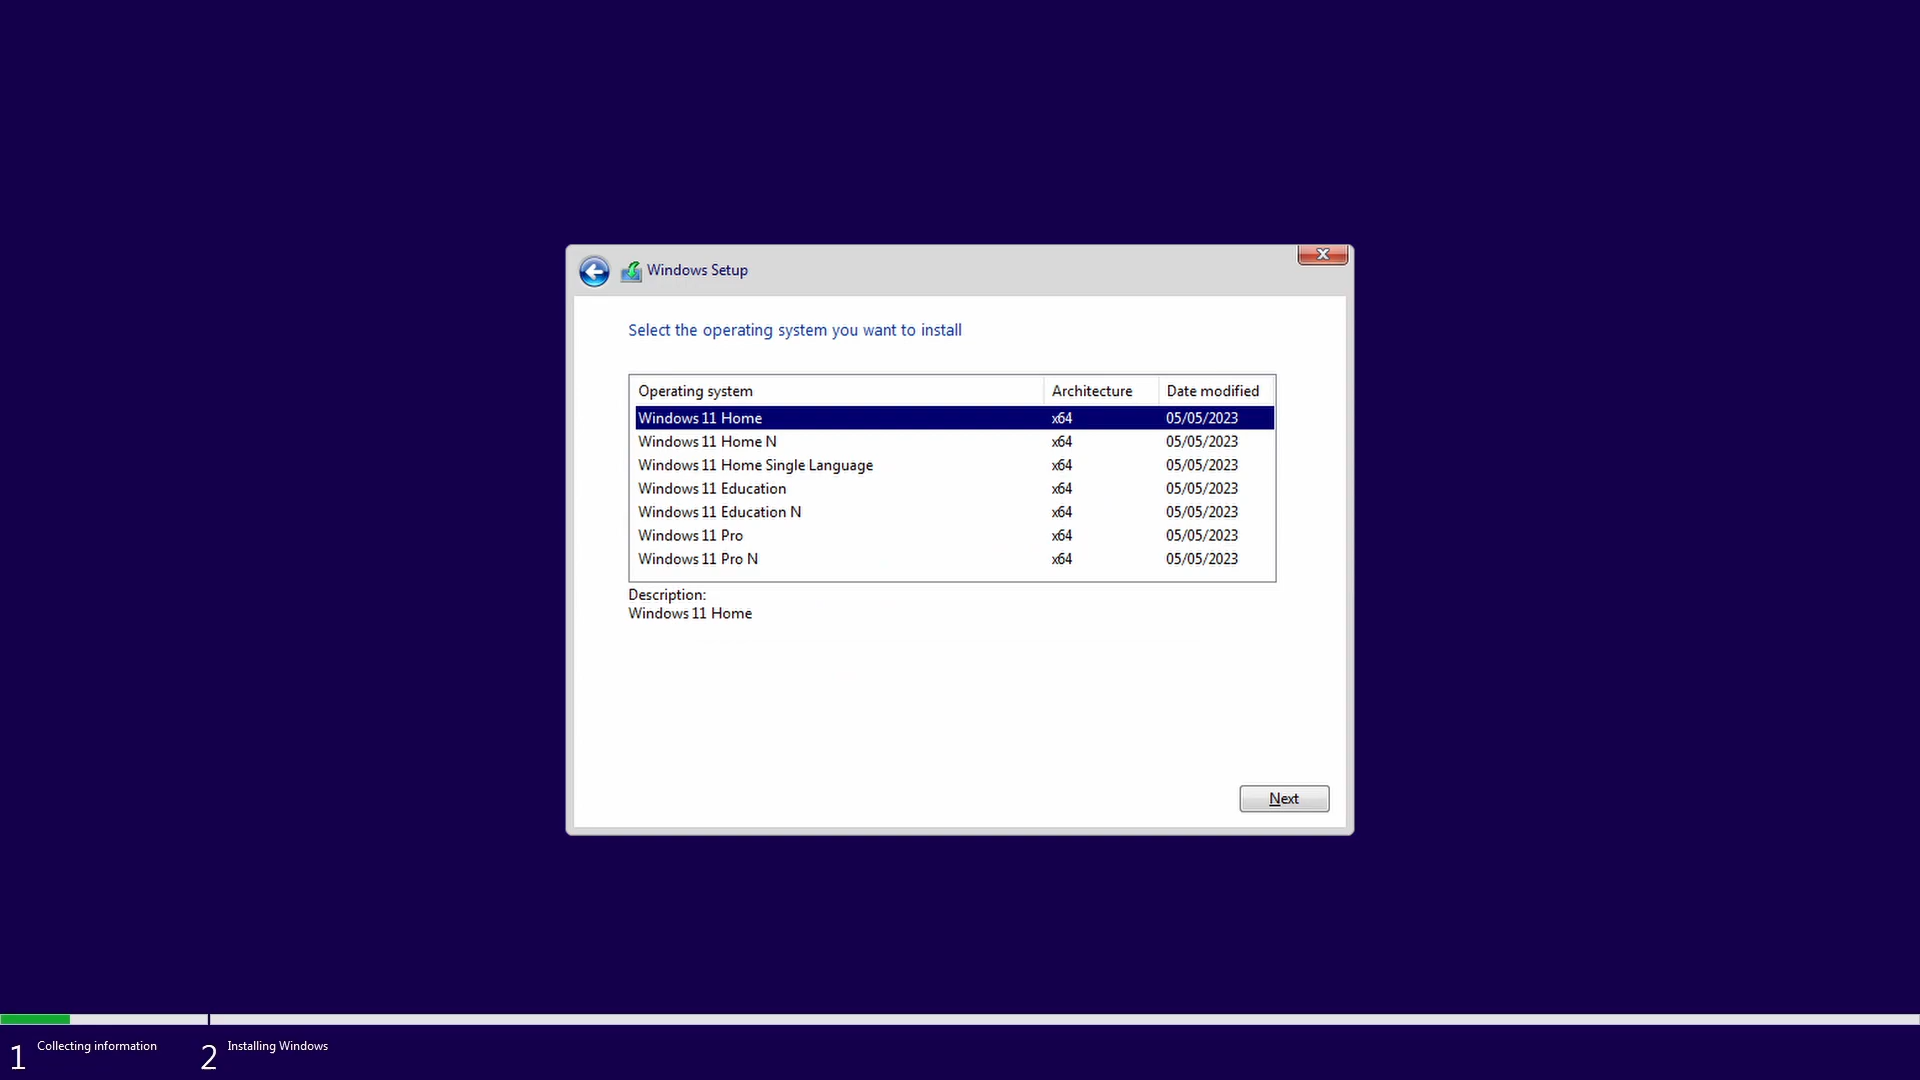 Windows Setup
Select the operating system you want to install
Operating system Architecture Date modified
Windows 11 Home x64 05/05/2023
Windows 11 Home N x64 05/05/2023
Windows 11 Home Single Language x64 05/05/2023
Windows 11 Education x64 05/05/2023
Windows 11 Education N x64 05/05/2023
Windows 11 Pro x64 05/05/2023
Windows 11 Pro N x64 05/05/2023
Description:
Windows 11 Home
Next
1 Collecting information 2 Installing Windows